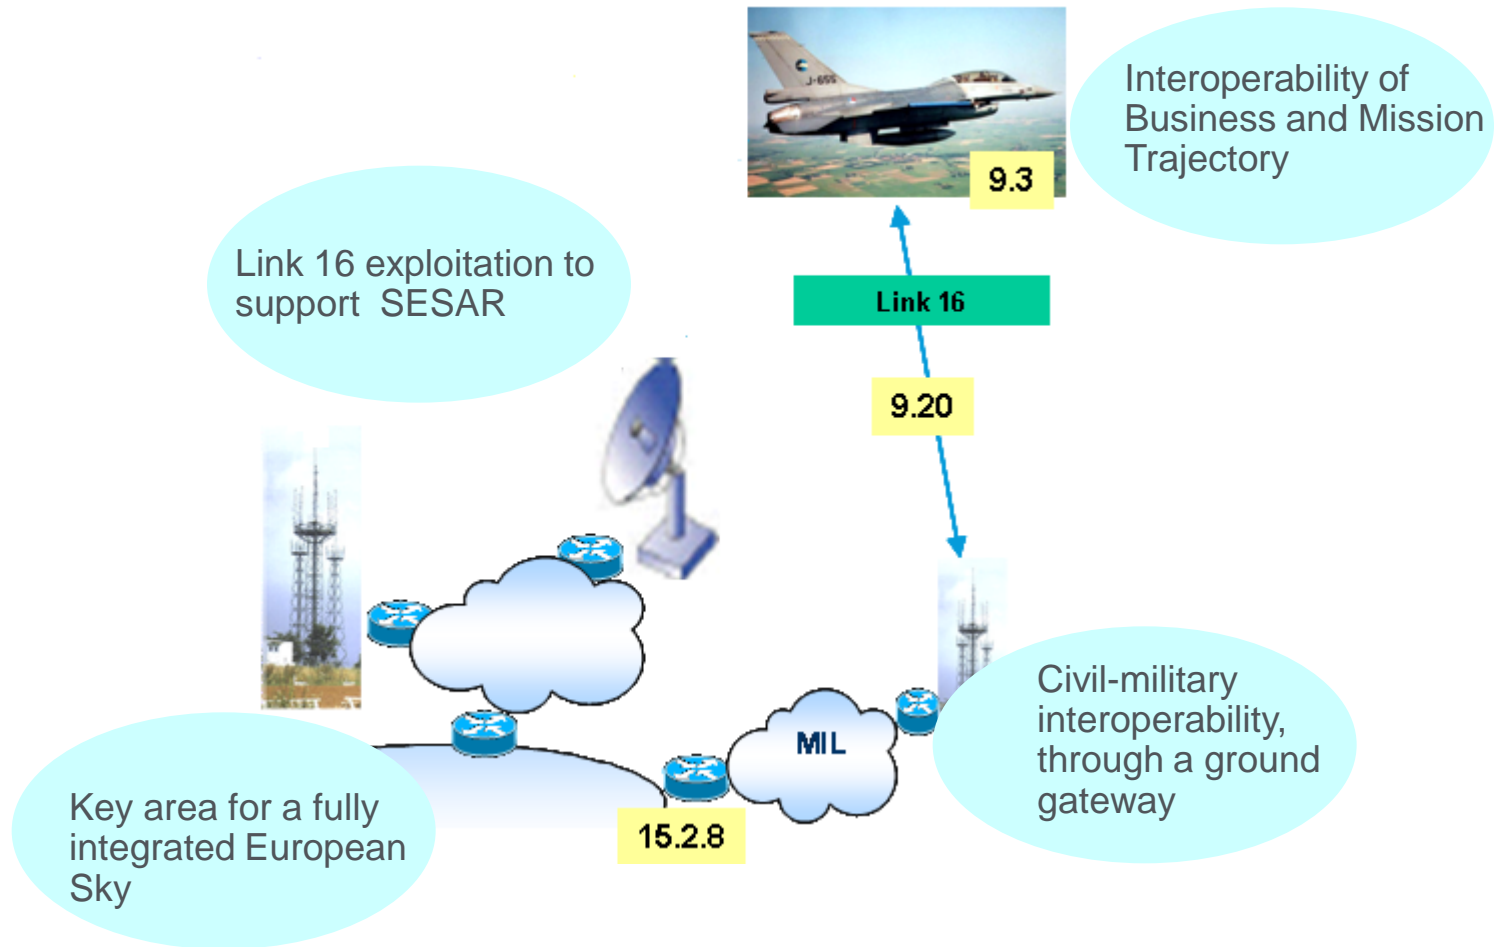 J-655
9.3
Interoperability of
Business and Mission
Trajectory
Link 16 exploitation to
support SESAR
Link 16
9.20
Civil-military
interoperability,
through a ground
gateway
MIL
Key area for a fully
integrated European
Sky
15.2.8